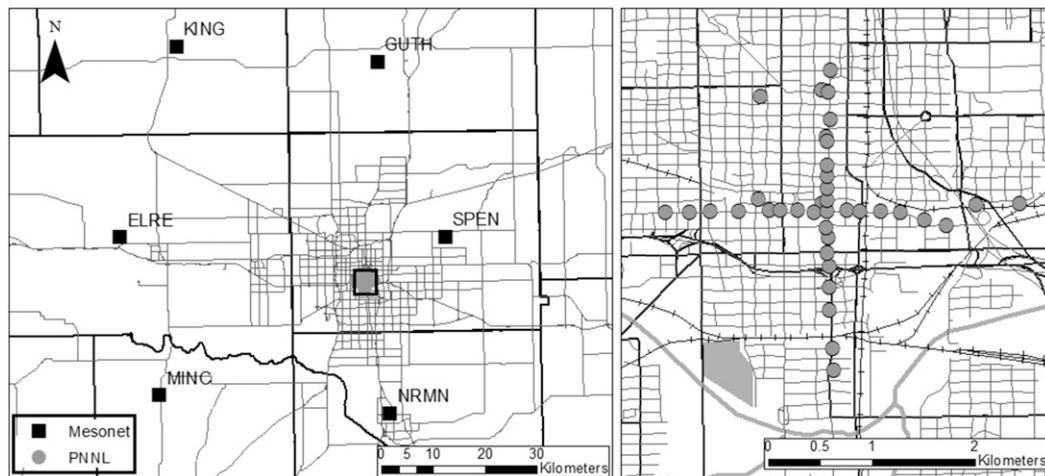 N
KING
GUTH
ELRE
SPEN
MINC
NRMN
Mesonet
PNNL
0 5 10 20 30
Kilometers
0 0.5 1 2
Kilometers